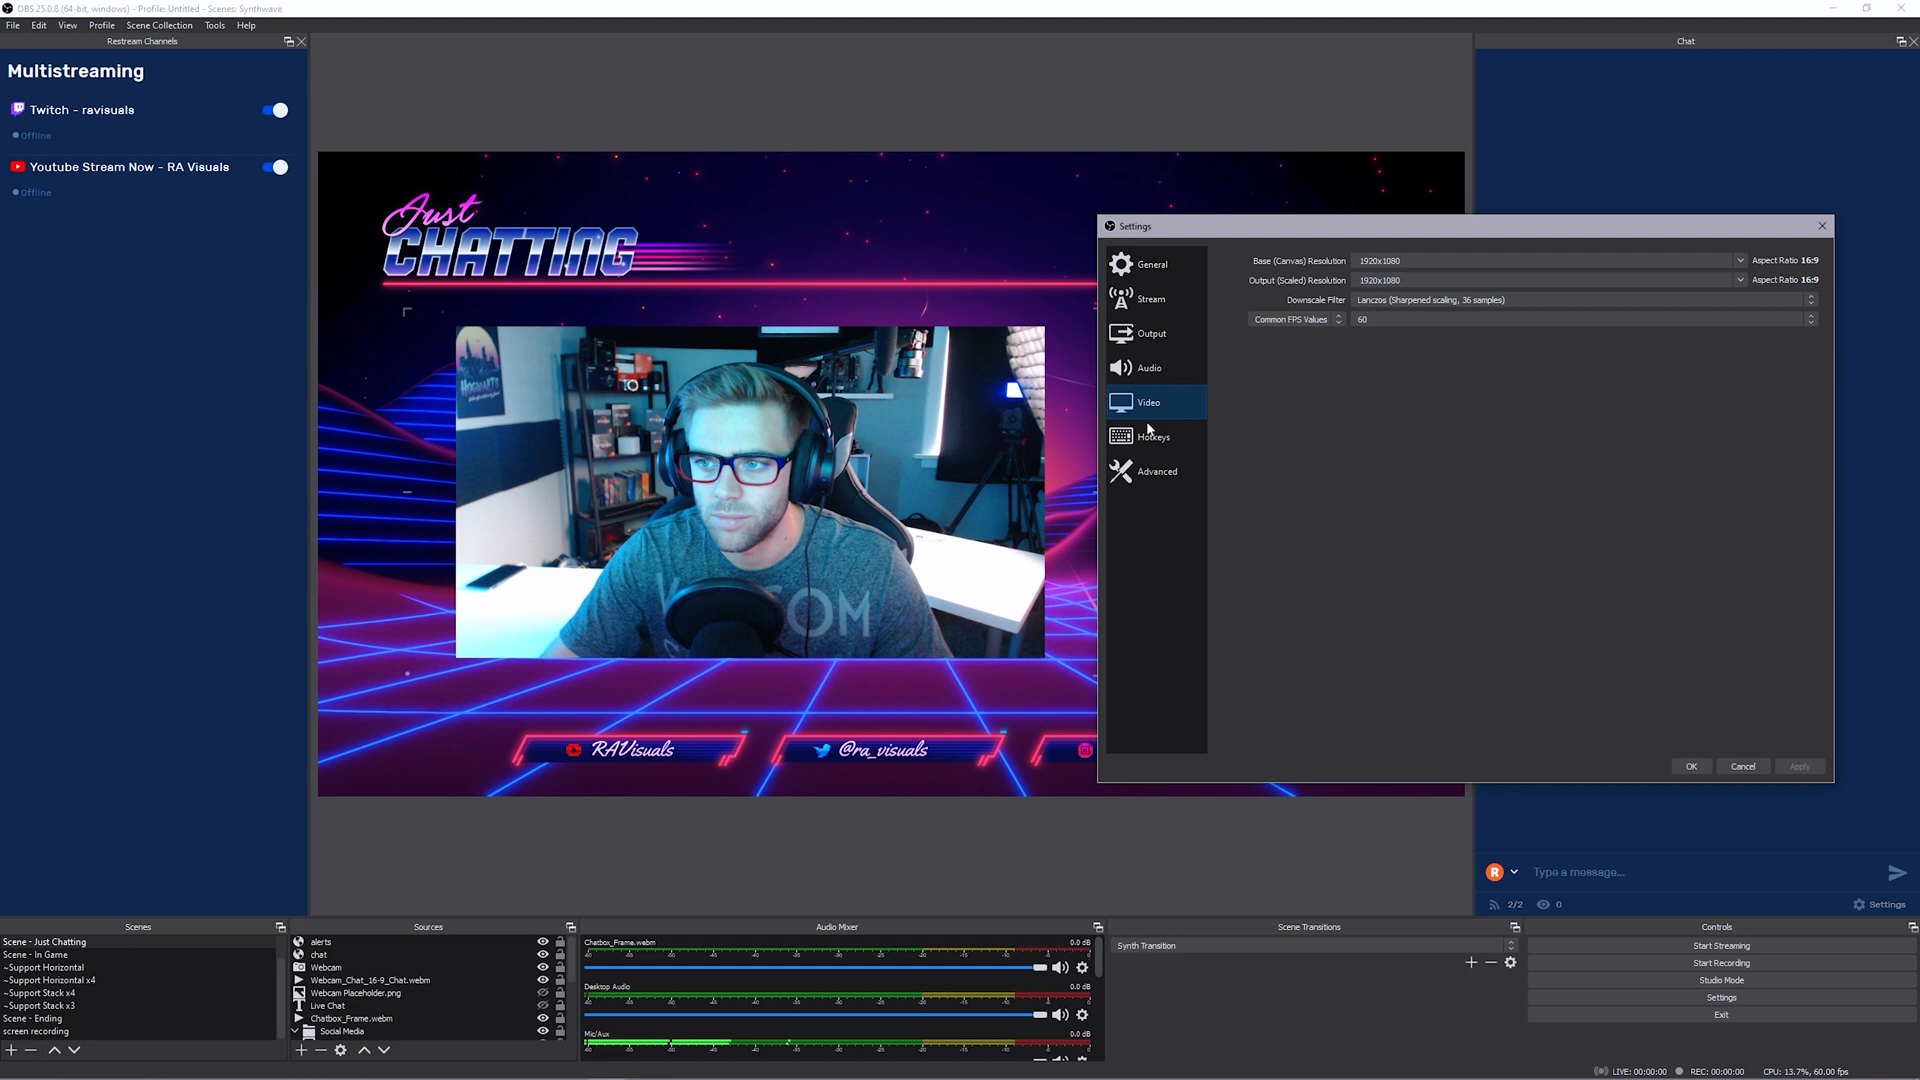 OBS 25.0.8 (64-bit, windows) - Profile: Untitled - Scenes: Synthwave
File Edit View Profile Scene Collection Tools Help
Restream Channels
Chat
Multistreaming
Twitch - ravisuals
Offline
Youtube Stream Now - RA Visuals
Offline
Just
CHATTING
HOGWARTS
COM
RAVisuals
@ra_visuals
Settings
General
Stream
Output
Audio
Video
Hotkeys
Advanced
Base (Canvas) Resolution 1920x1080 Aspect Ratio 16:9
Output (Scaled) Resolution 1920x1080 Aspect Ratio 16:9
Downscale Filter Lanczos (Sharpened scaling, 36 samples)
Common FPS Values 60
OK Cancel Apply
R Type a message...
2/2 0 Settings
Scenes
Scene - Just Chatting
Scene - In Game
~Support Horizontal
~Support Horizontal x4
~Support Stack x4
~Support Stack x3
Scene - Ending
screen recording
Sources
alerts
chat
Webcam
Webcam_Chat_16-9_Chat.webm
Webcam Placeholder.png
Live Chat
Chatbox_Frame.webm
Social Media
Audio Mixer
Chatbox_Frame.webm 0.0 dB
Desktop Audio 0.0 dB
Mic/Aux 0.0 dB
Scene Transitions
Synth Transition
Controls
Start Streaming
Start Recording
Studio Mode
Settings
Exit
LIVE: 00:00:00 REC: 00:00:00 CPU: 13.7%, 60.00 fps